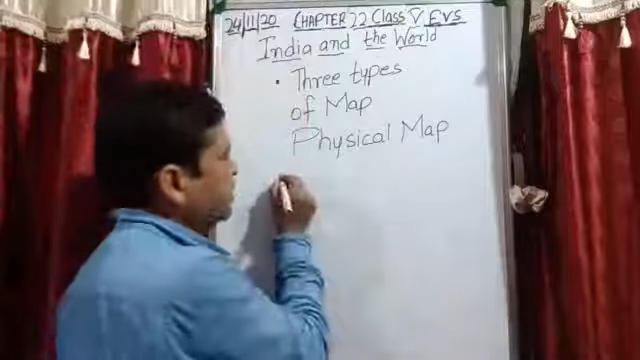 24/11/20 CHAPTER 22 Class V EVS
India and the World
• Three types
of Map
Physical Map